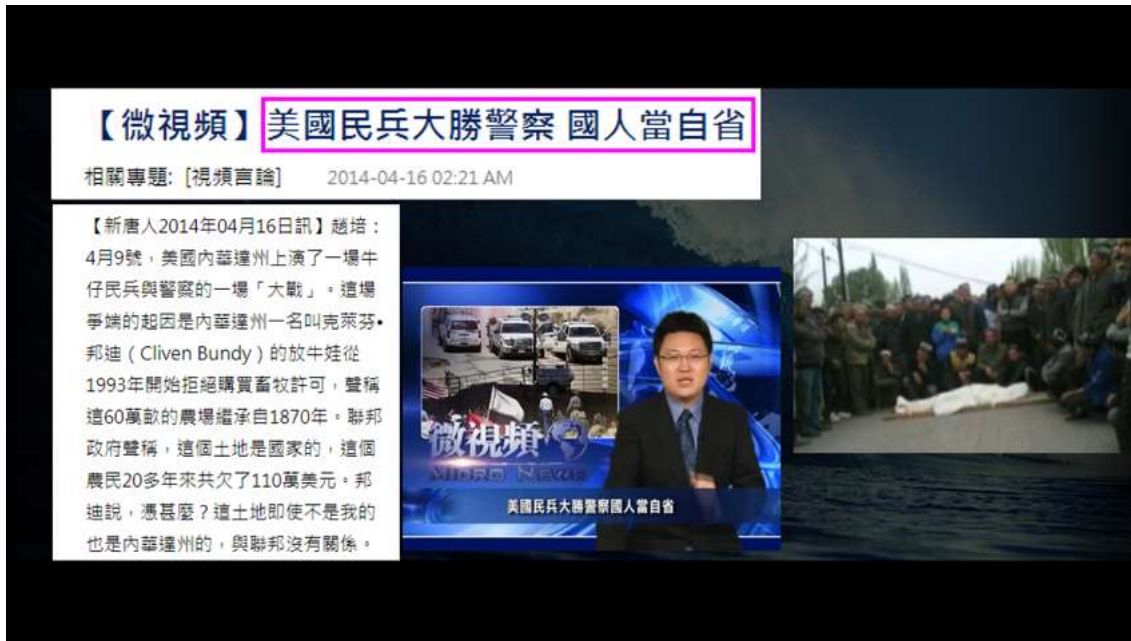 【微視頻】美國民兵大勝警察 國人當自省
相關專題: [視頻言論] 2014-04-16 02:21 AM
【新唐人2014年04月16日訊】趙培：
4月9號，美國內華達州上演了一場牛
仔民兵與警察的一場「大戰」。這場
爭端的起因是內華達州一名叫克萊芬•
邦迪（Cliven Bundy）的放牛娃從
1993年開始拒絕購買畜牧許可，聲稱
這60萬畝的農場繼承自1870年。聯邦
政府聲稱，這個土地是國家的，這個
農民20多年來共欠了110萬美元。邦
迪說，憑甚麼？這土地即使不是我的
也是內華達州的，與聯邦沒有關係。
微視頻
MICRO NEWS
美國民兵大勝警察國人當自省